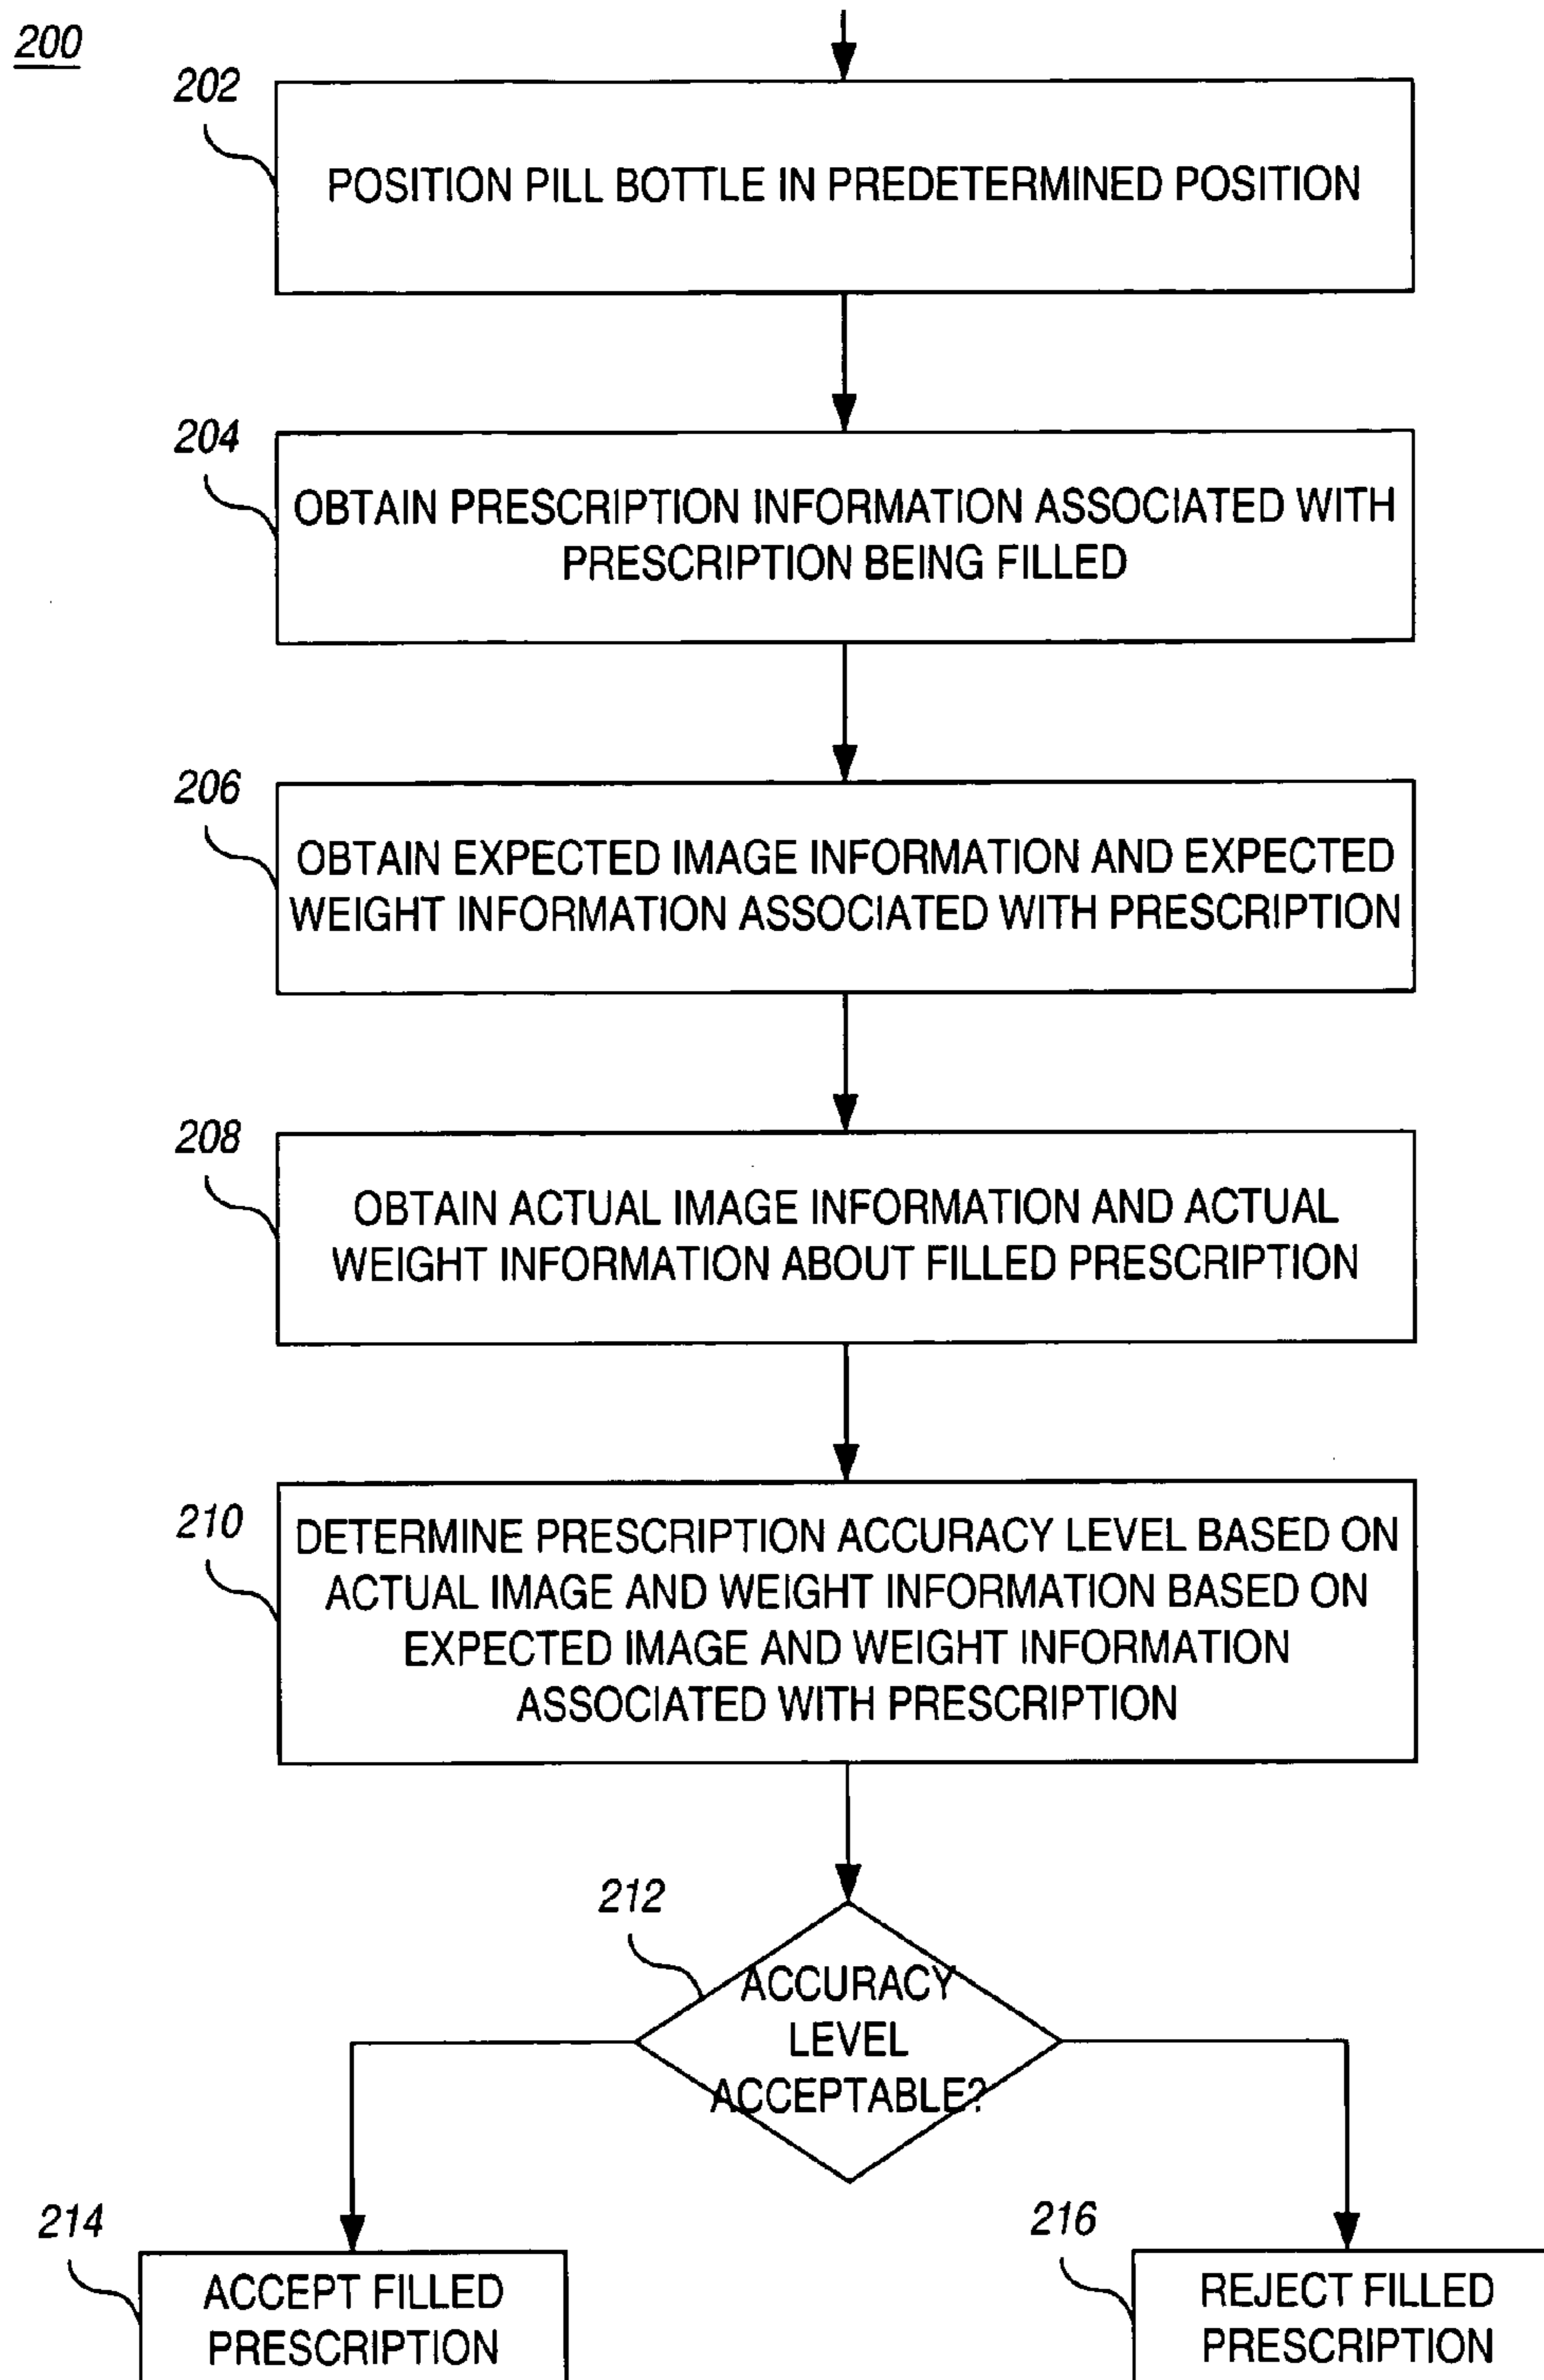 200
202
POSITION PILL BOTTLE IN PREDETERMINED POSITION
204
OBTAIN PRESCRIPTION INFORMATION ASSOCIATED WITH
PRESCRIPTION BEING FILLED
206
OBTAIN EXPECTED IMAGE INFORMATION AND EXPECTED
WEIGHT INFORMATION ASSOCIATED WITH PRESCRIPTION
208
OBTAIN ACTUAL IMAGE INFORMATION AND ACTUAL
WEIGHT INFORMATION ABOUT FILLED PRESCRIPTION
210
DETERMINE PRESCRIPTION ACCURACY LEVEL BASED ON
ACTUAL IMAGE AND WEIGHT INFORMATION BASED ON
EXPECTED IMAGE AND WEIGHT INFORMATION
ASSOCIATED WITH PRESCRIPTION
212
ACCURACY
LEVEL
ACCEPTABLE?
214
ACCEPT FILLED
PRESCRIPTION
216
REJECT FILLED
PRESCRIPTION